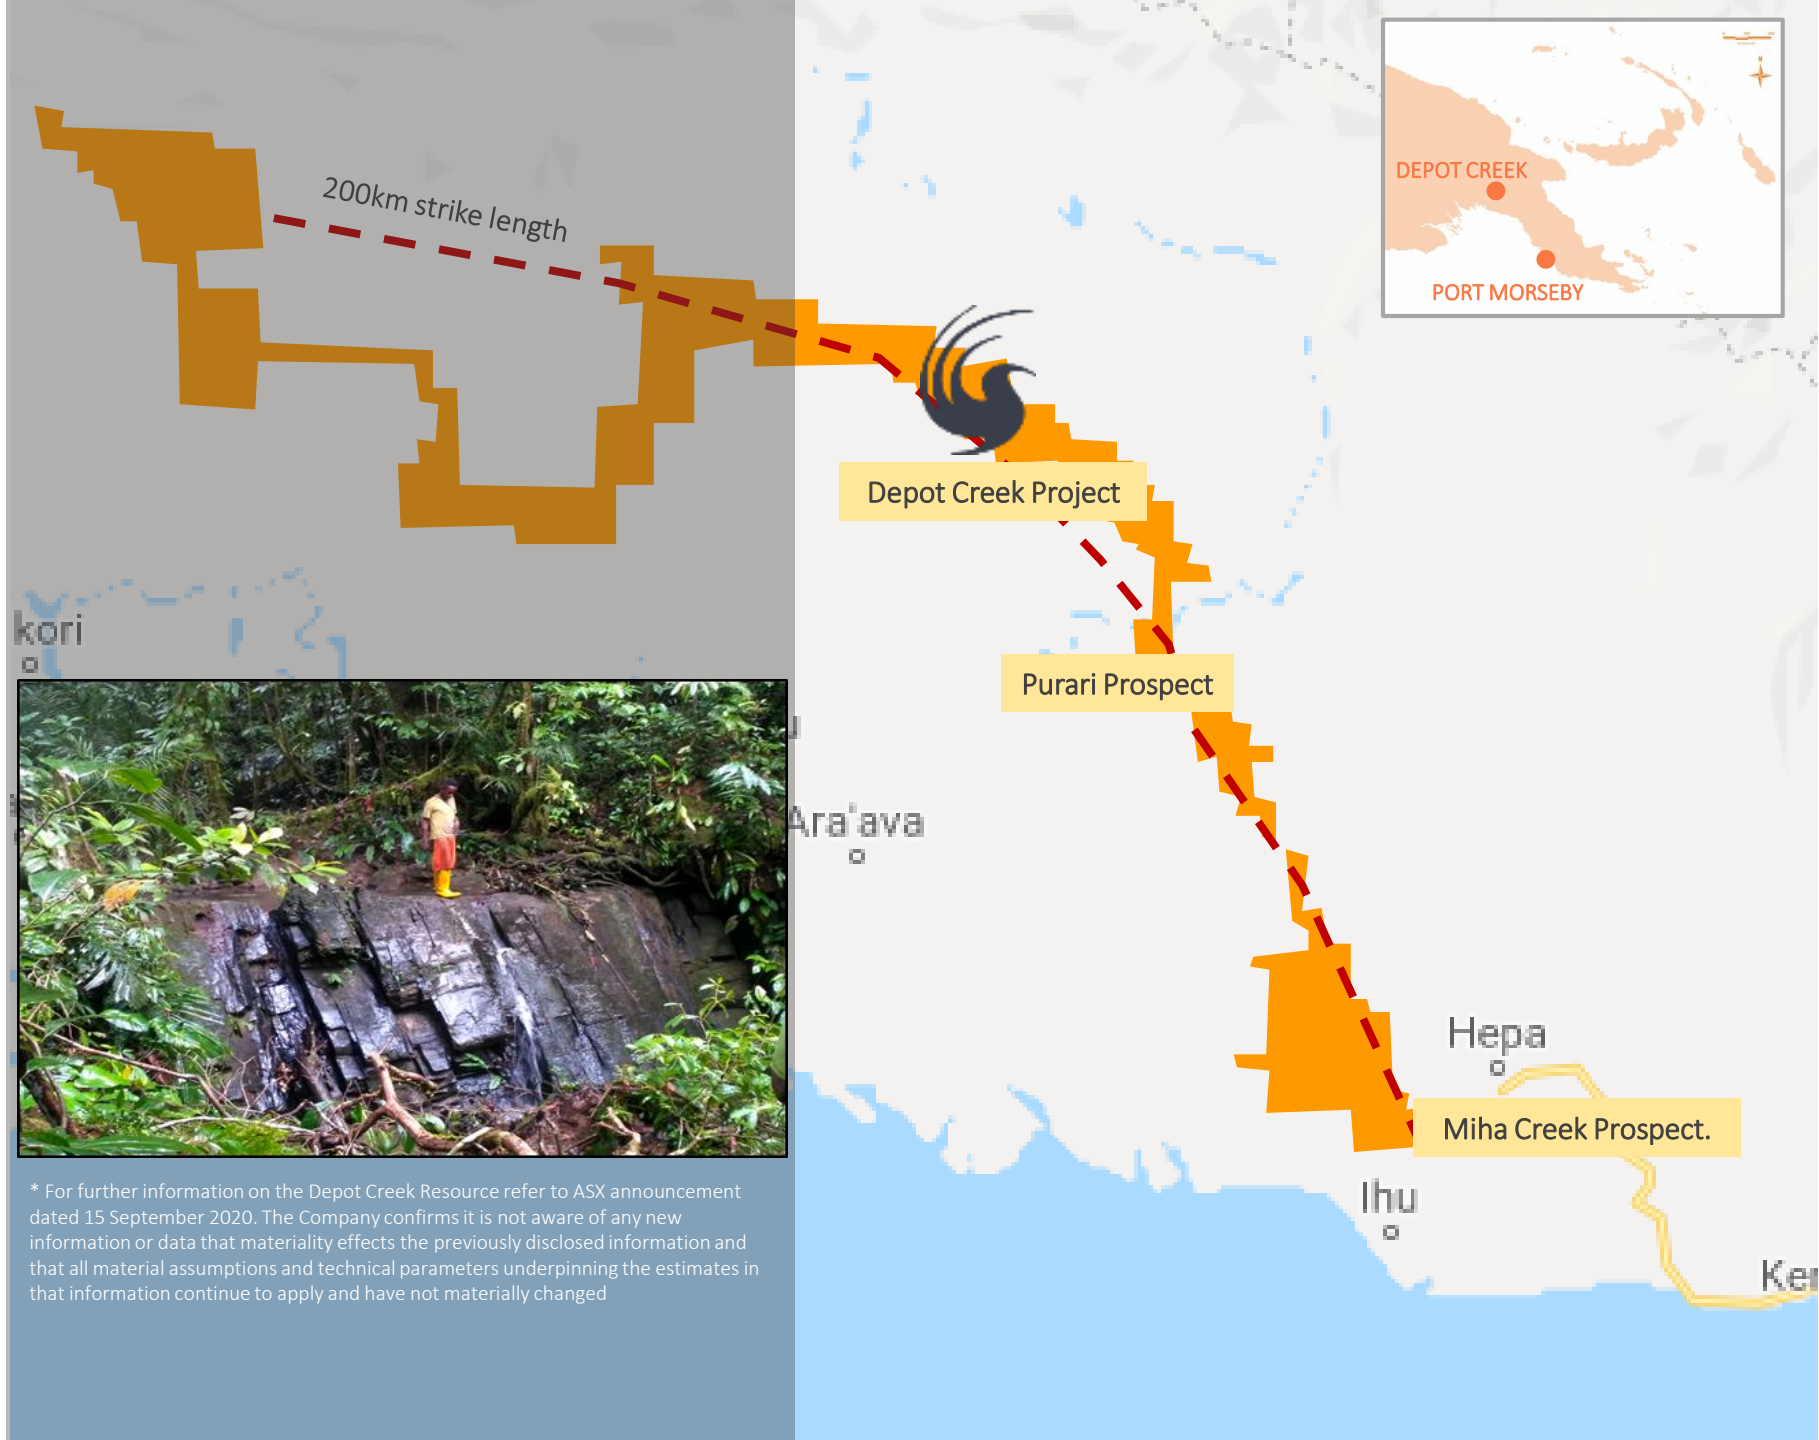 200km strike length
DEPOT CREEK
PORT MORSEBY
Depot Creek Project
kori
Purari Prospect
Ara'ava
Hepa
Miha Creek Prospect.
Ihu
* For further information on the Depot Creek Resource refer to ASX announcement
dated 15 September 2020. The Company confirms it is not aware of any new
information or data that materiality effects the previously disclosed information and
that all material assumptions and technical parameters underpinning the estimates in
that information continue to apply and have not materially changed